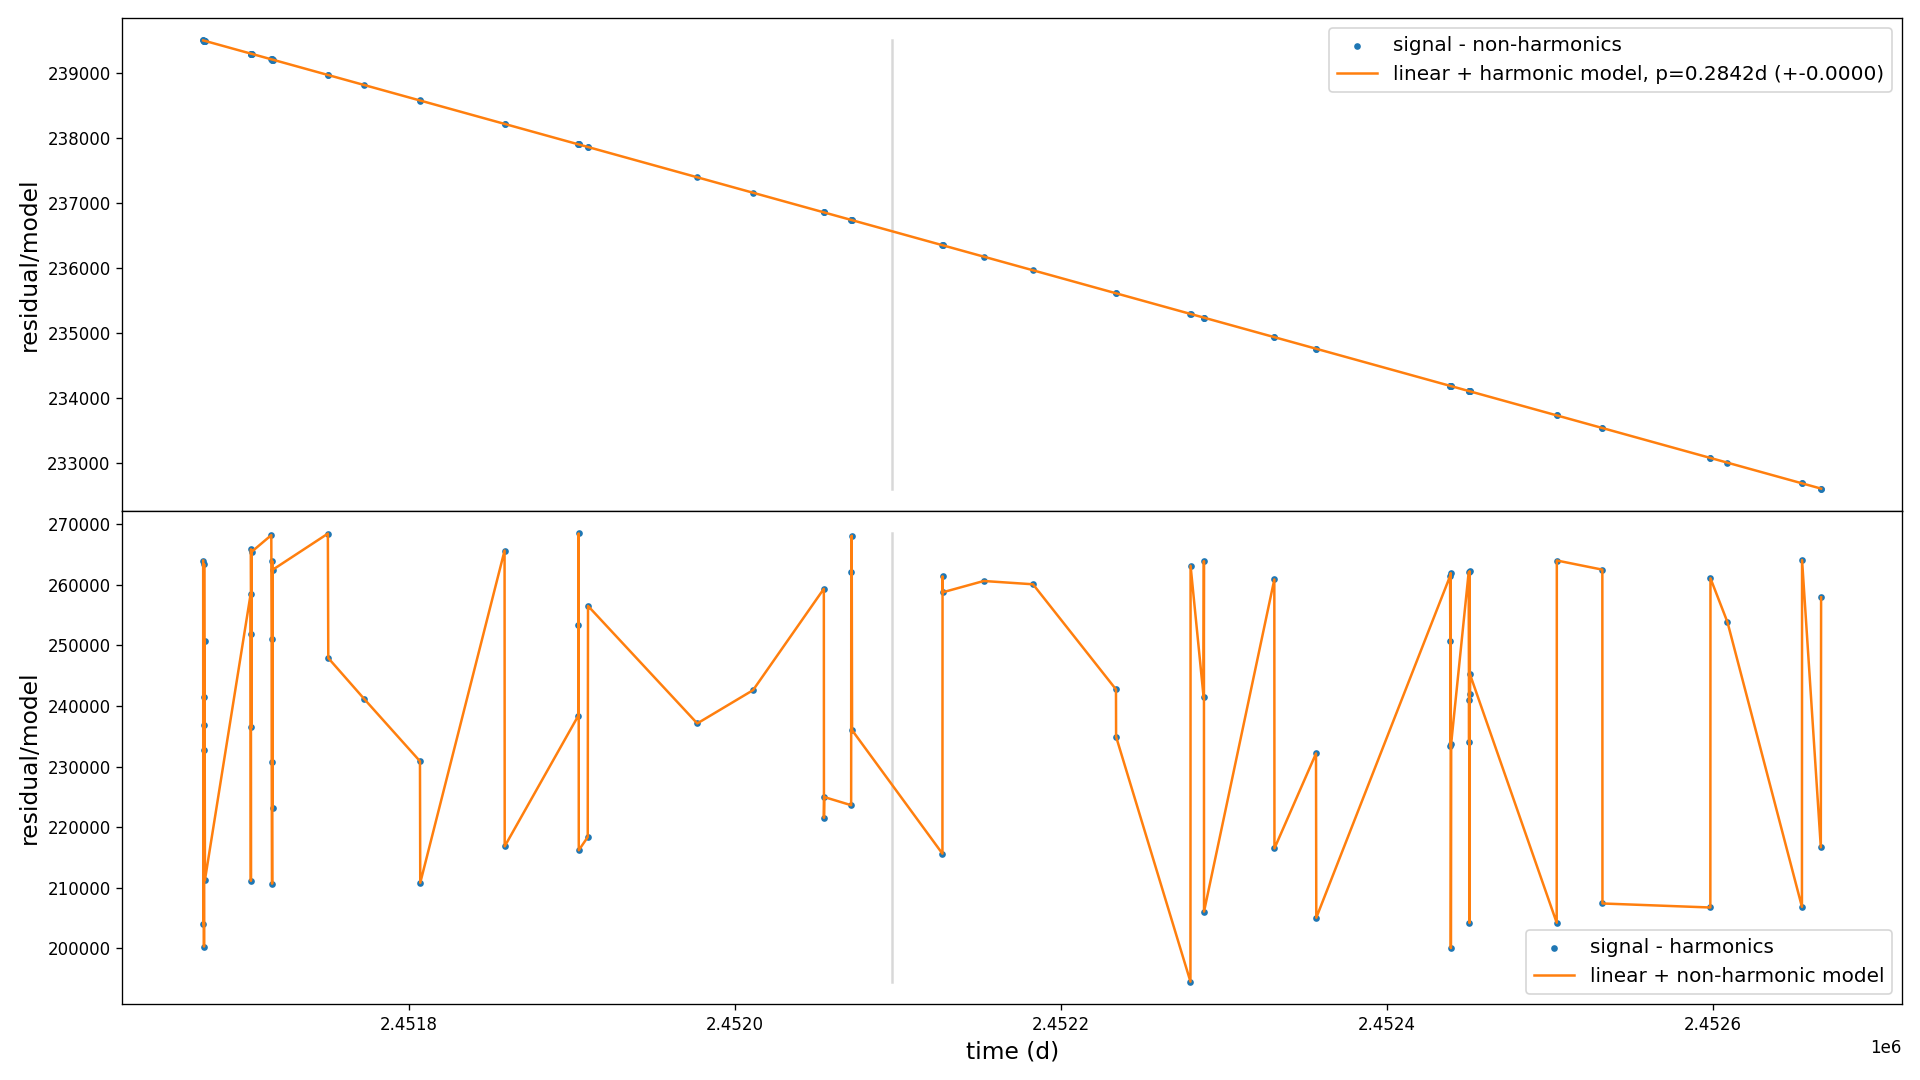 signal - non-harmonics
linear + harmonic model, p=0.2842d (+-0.0000)
239000
238000
237000
236000
235000
234000
233000
residual/model
270000
260000
250000
240000
230000
220000
210000
200000
residual/model
signal - harmonics
linear + non-harmonic model
2.4518
2.4520
2.4522
2.4524
2.4526
1e6
time (d)